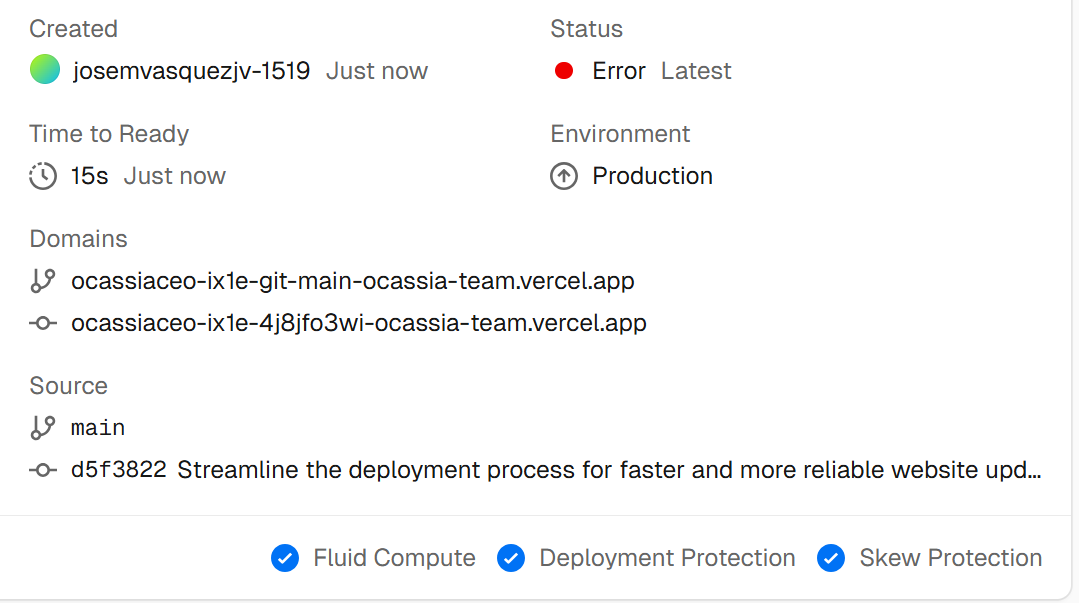 Created
josemvasquezjv-1519 Just now
Status
Error Latest
Time to Ready
15s Just now
Environment
Production
Domains
ocassiaceo-ix1e-git-main-ocassia-team.vercel.app
ocassiaceo-ix1e-4j8jfo3wi-ocassia-team.vercel.app
Source
main
d5f3822 Streamline the deployment process for faster and more reliable website upd...
Fluid Compute Deployment Protection Skew Protection